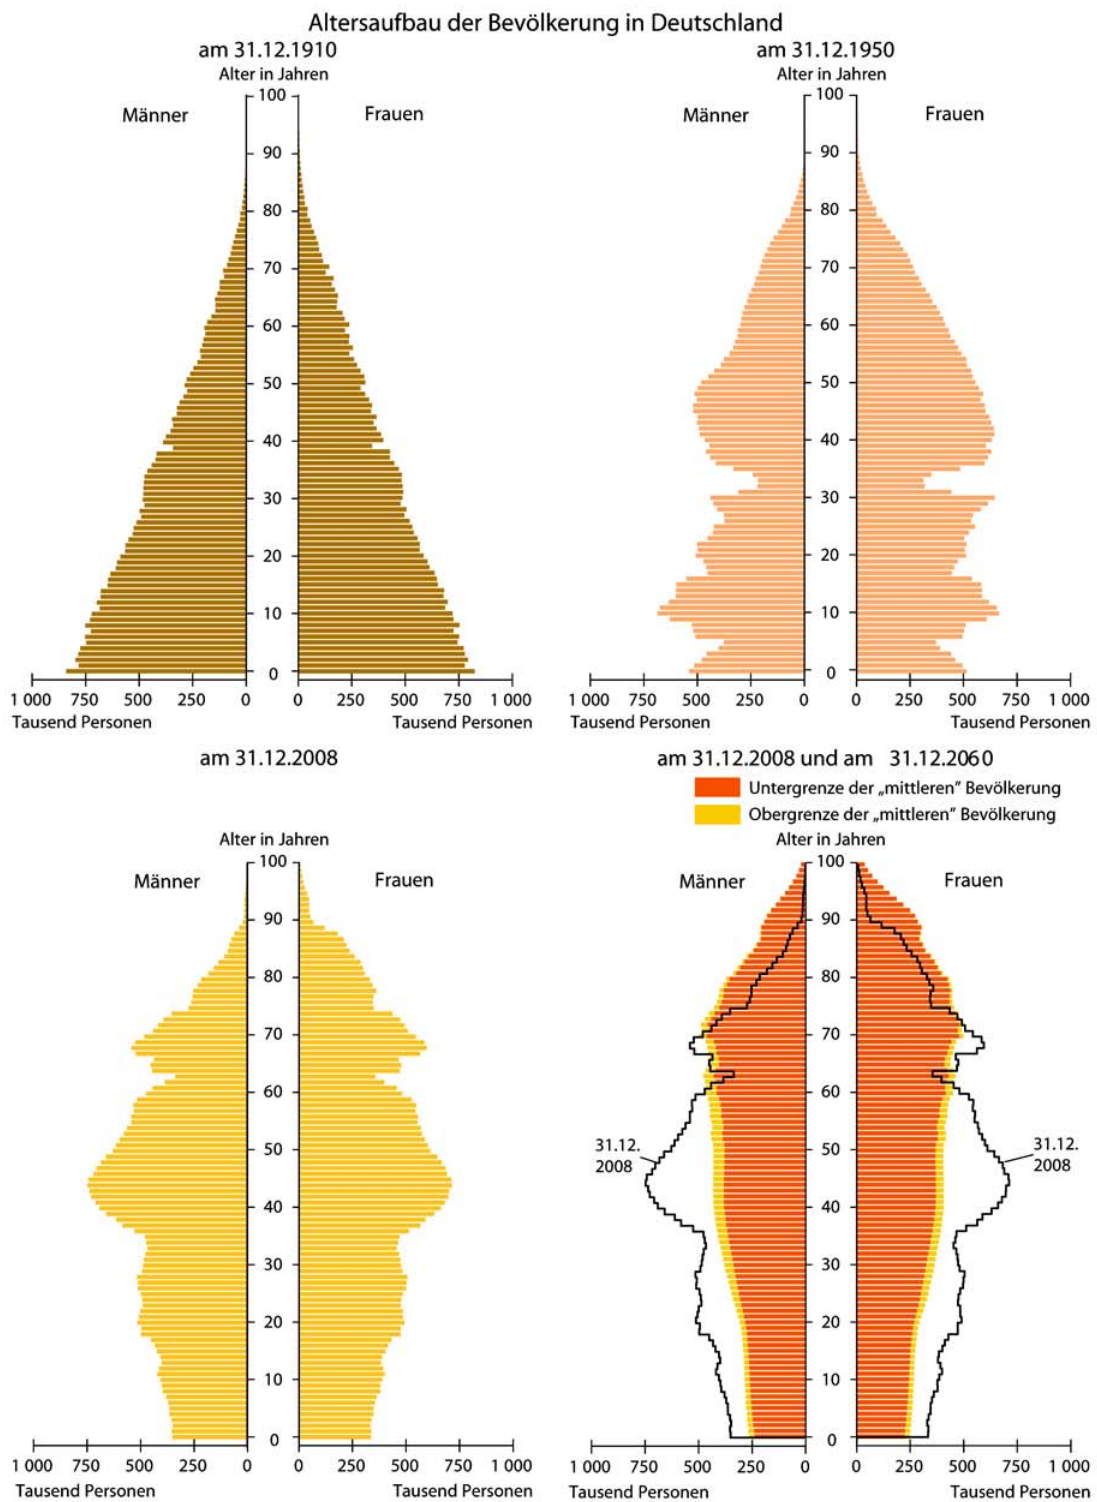 Altersaufbau der Bevölkerung in Deutschland
am 31.12.1910
Alter in Jahren
Männer
Frauen
100
90
80
70
60
50
40
30
20
10
0
1 000 750 500 250 0
0 250 500 750 1 000
Tausend Personen
Tausend Personen
am 31.12.1950
Alter in Jahren
Männer
Frauen
100
90
80
70
60
50
40
30
20
10
0
1 000 750 500 250 0
0 250 500 750 1 000
Tausend Personen
Tausend Personen
am 31.12.2008
Alter in Jahren
Männer
Frauen
100
90
80
70
60
50
40
30
20
10
0
1 000 750 500 250 0
0 250 500 750 1 000
Tausend Personen
Tausend Personen
am 31.12.2008 und am 31.12.2060
Untergrenze der „mittleren” Bevölkerung
Obergrenze der „mittleren” Bevölkerung
Alter in Jahren
Männer
Frauen
100
90
80
70
60
50
40
30
20
10
0
31.12.
2008
31.12.
2008
1 000 750 500 250 0
0 250 500 750 1 000
Tausend Personen
Tausend Personen